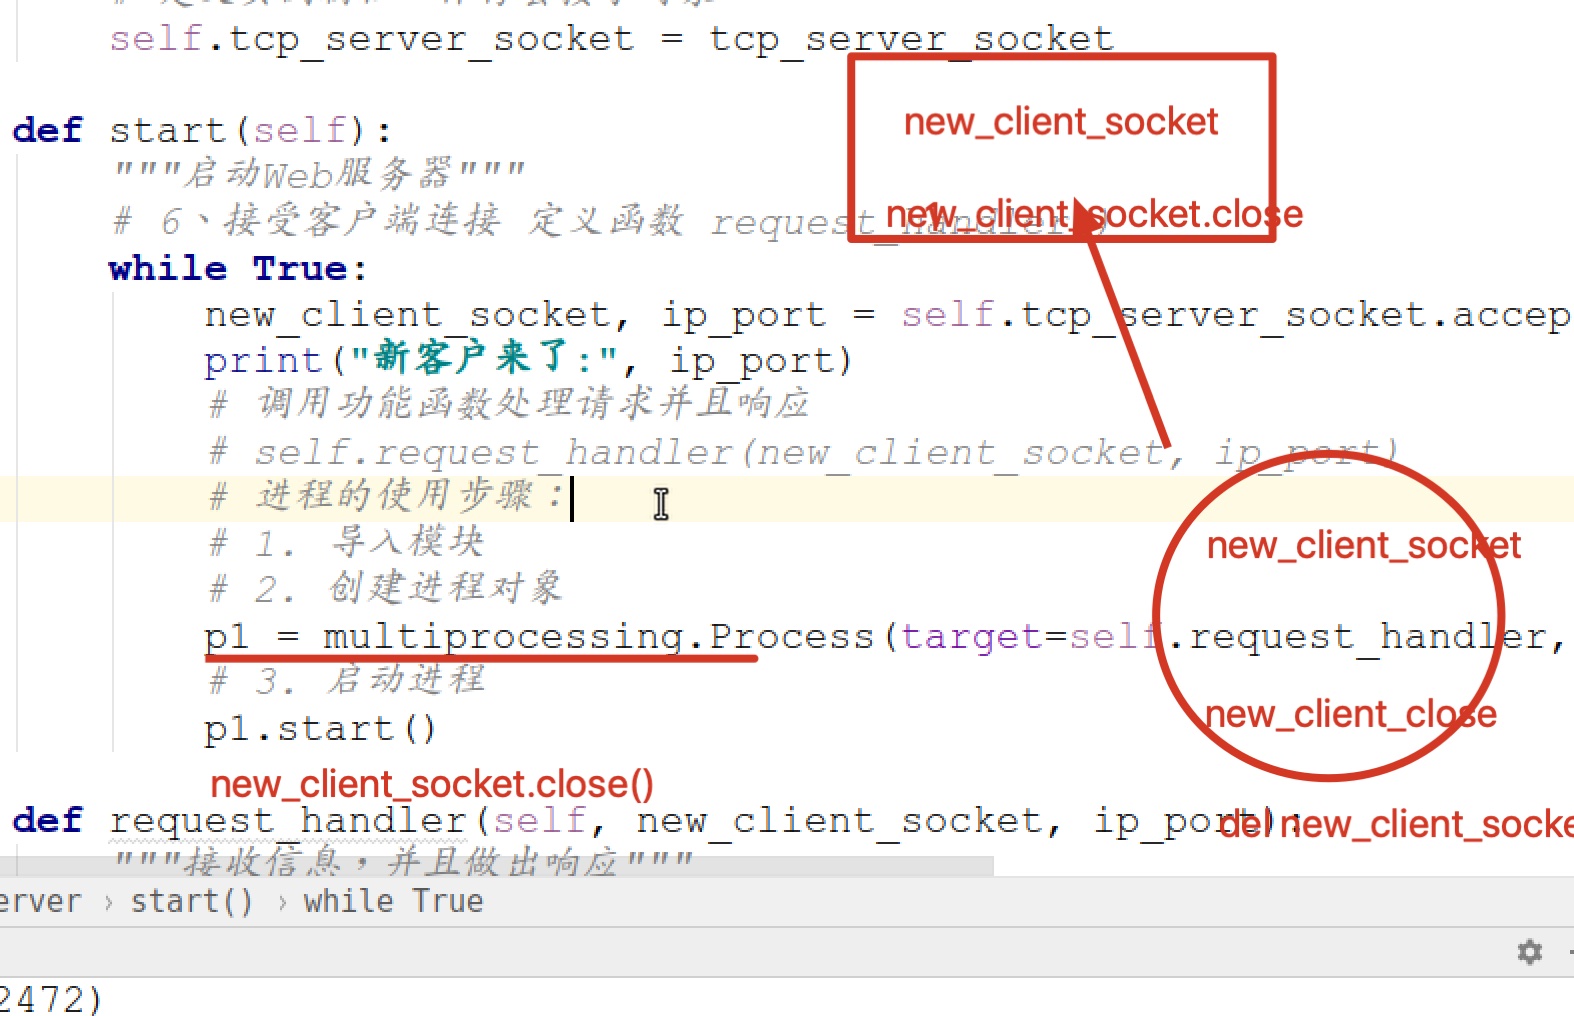 self.tcp_server_socket = tcp_server_socket
new_client_socket
def start(self):
"""启动Web服务器"""
new_client_socket.close
# 6、接受客户端连接 定义函数 request_handler()
while True:
new_client_socket, ip_port = self.tcp_server_socket.accep
print("新客户来了:", ip_port)
# 调用功能函数处理请求并且响应
# self.request_handler(new_client_socket, ip_port)
# 进程的使用步骤：
# 1. 导入模块
new_client_socket
# 2. 创建进程对象
p1 = multiprocessing.Process(target=self.request_handler,
# 3. 启动进程
new_client_close
p1.start()
new_client_socket.close()
def request_handler(self, new_client_socket, ip_port):
del new_client_socke
"""接收信息，并且做出响应"""
erver › start() › while True
2472)